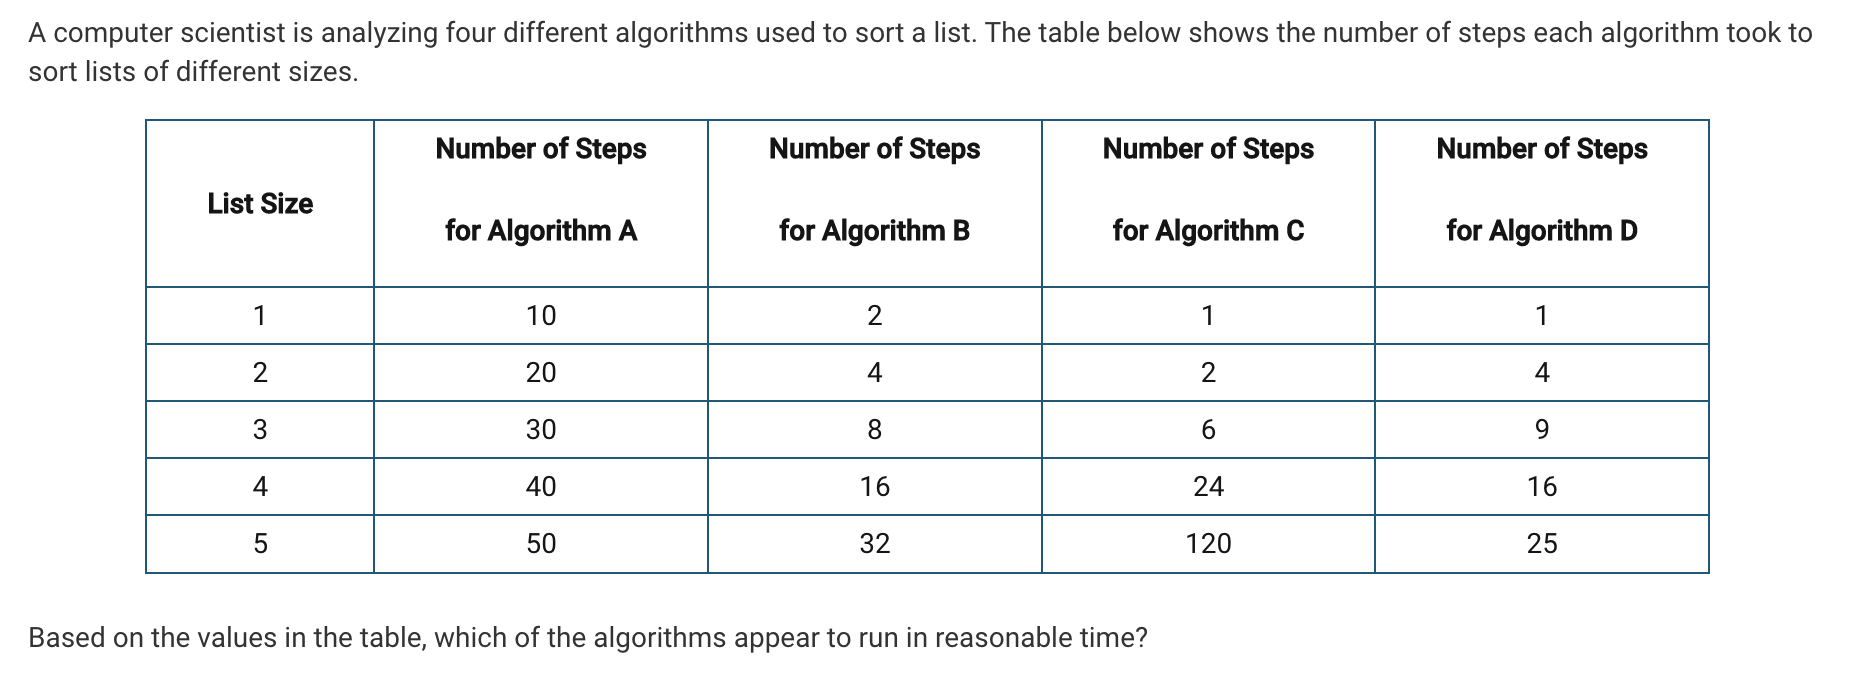 A computer scientist is analyzing four different algorithms used to sort a list. The table below shows the number of steps each algorithm took to
sort lists of different sizes.
List Size Number of Steps for Algorithm A Number of Steps for Algorithm B Number of Steps for Algorithm C Number of Steps for Algorithm D
1 10 2 1 1
2 20 4 2 4
3 30 8 6 9
4 40 16 24 16
5 50 32 120 25
Based on the values in the table, which of the algorithms appear to run in reasonable time?